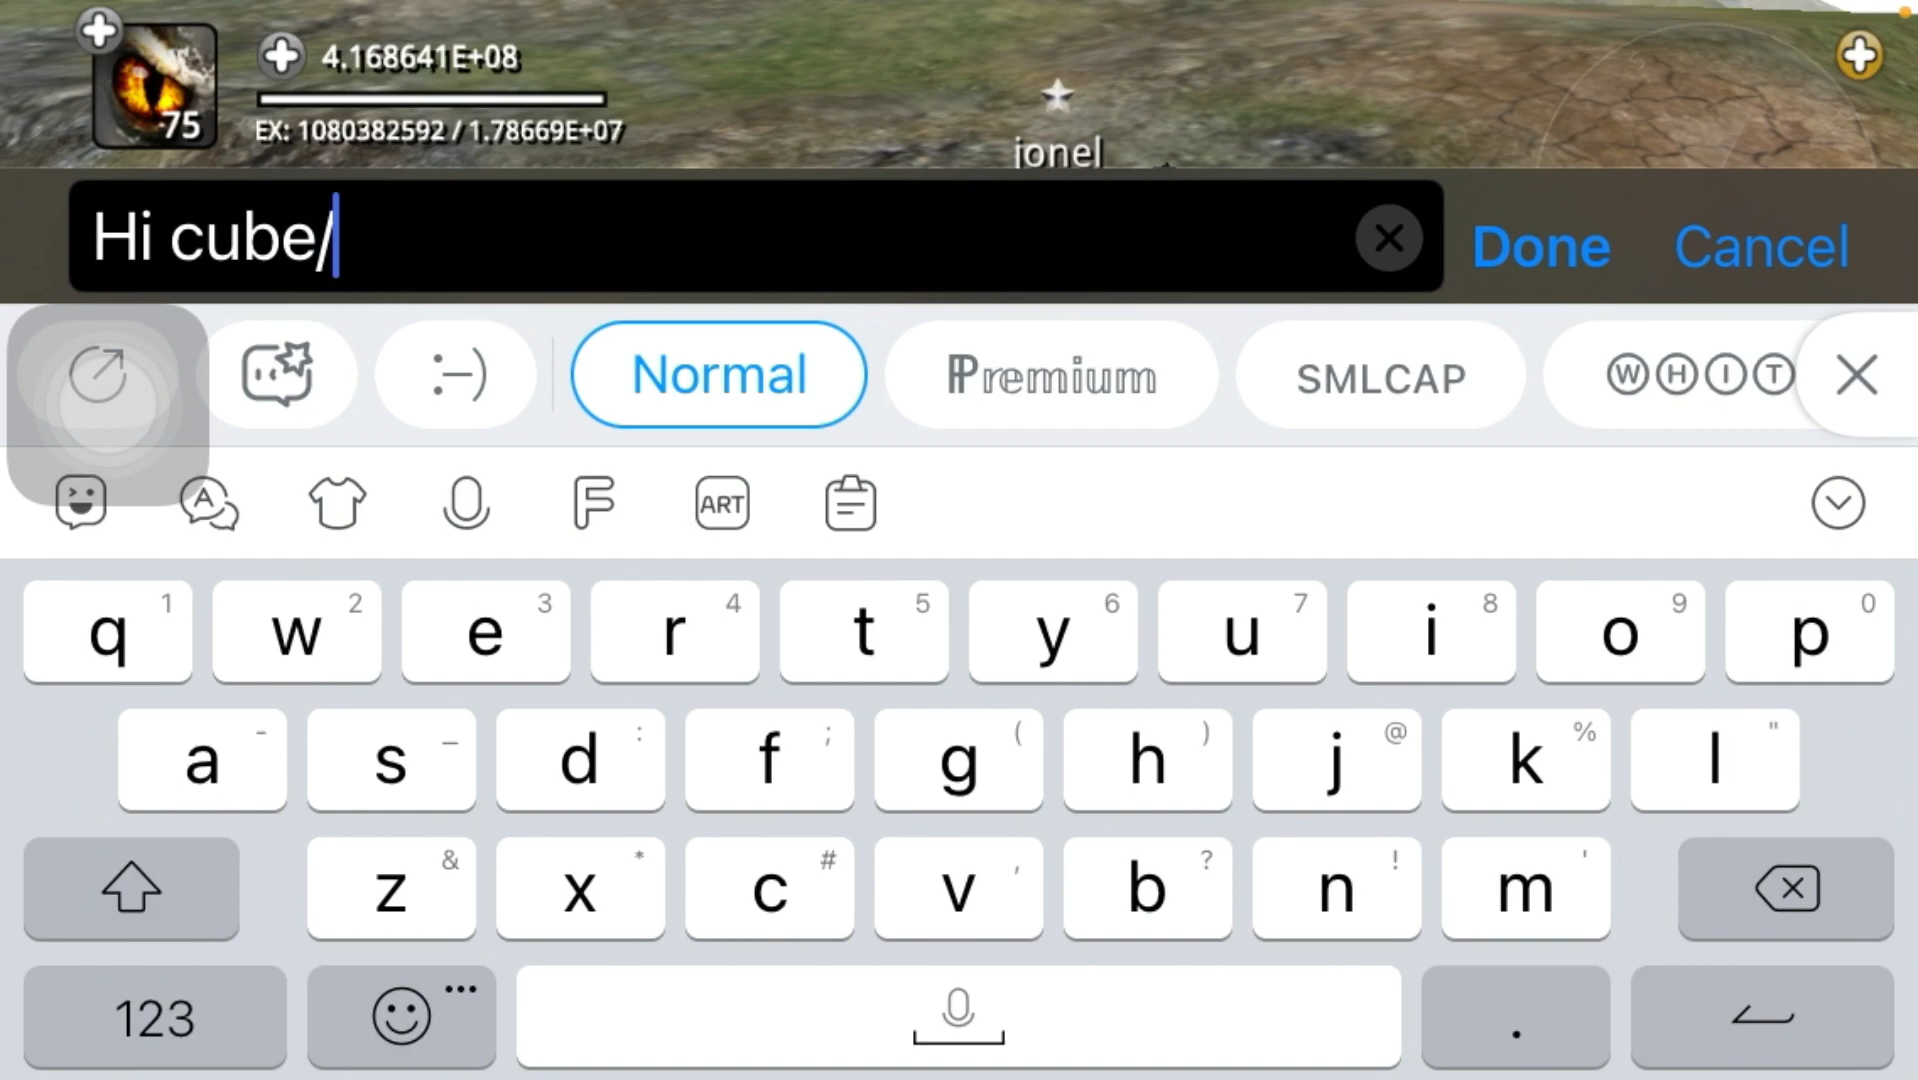 4.168641E+08
75
EX: 1080382592 / 1.78669E+07
jonel
Hi cube/
Done
Cancel
:-)
Normal
ℙremium
SMLCAP
ⓌⒽⒾⓉ
A
F
ART
q 1 w 2 e 3 r 4 t 5 y 6 u 7 i 8 o 9 p 0
a - s _ d : f ; g ( h ) j @ k % l "
z & x * c # v , b ? n ! m '
123
.